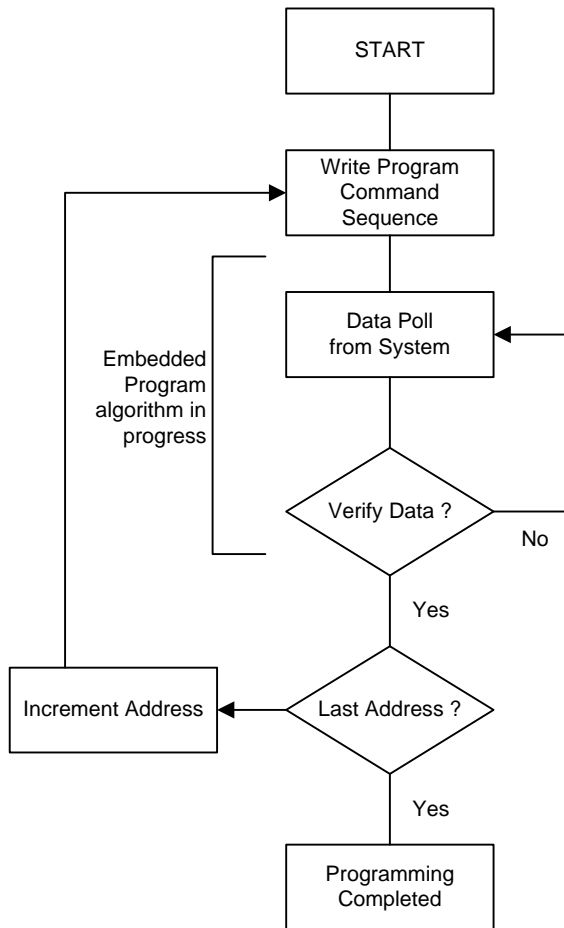 START
Write Program
Command
Sequence
Data Poll
from System
Embedded
Program
algorithm in
progress
Verify Data ?
No
Yes
Increment Address
Last Address ?
Yes
Programming
Completed